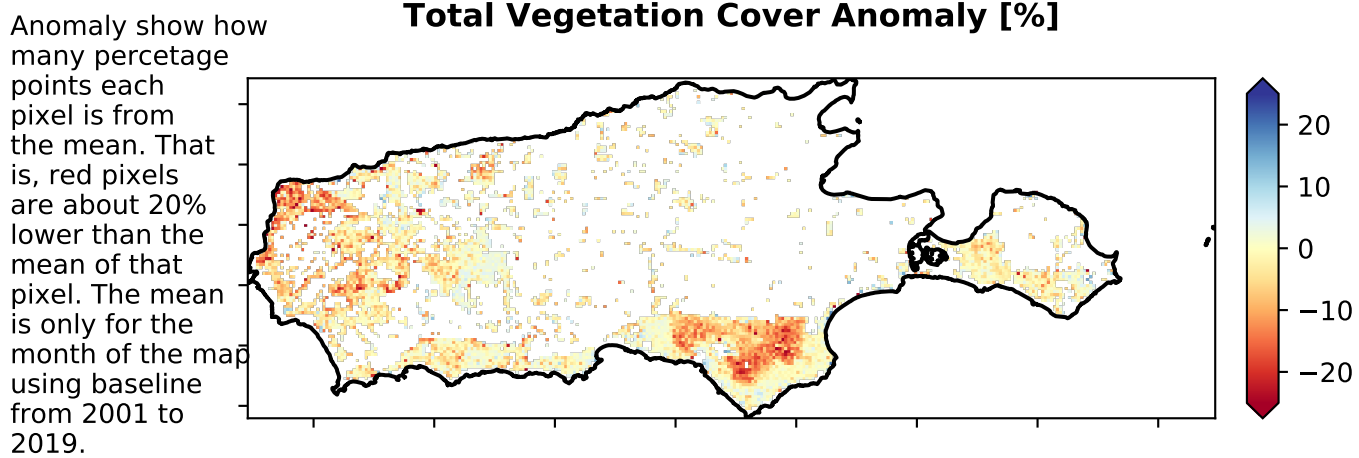 Total Vegetation Cover Anomaly [%]
Anomaly show how
many percetage
points each
pixel is from
the mean. That
is, red pixels
are about 20%
lower than the
mean of that
pixel. The mean
is only for the
month of the map
using baseline
from 2001 to
2019.
20
10
0
−10
−20